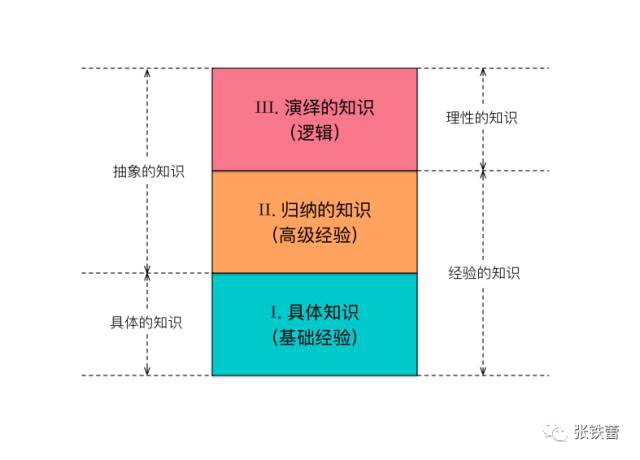 III. 演绎的知识
(逻辑)
理性的知识
抽象的知识
II. 归纳的知识
(高级经验)
经验的知识
具体的知识
I. 具体知识
(基础经验)
张铁蕾